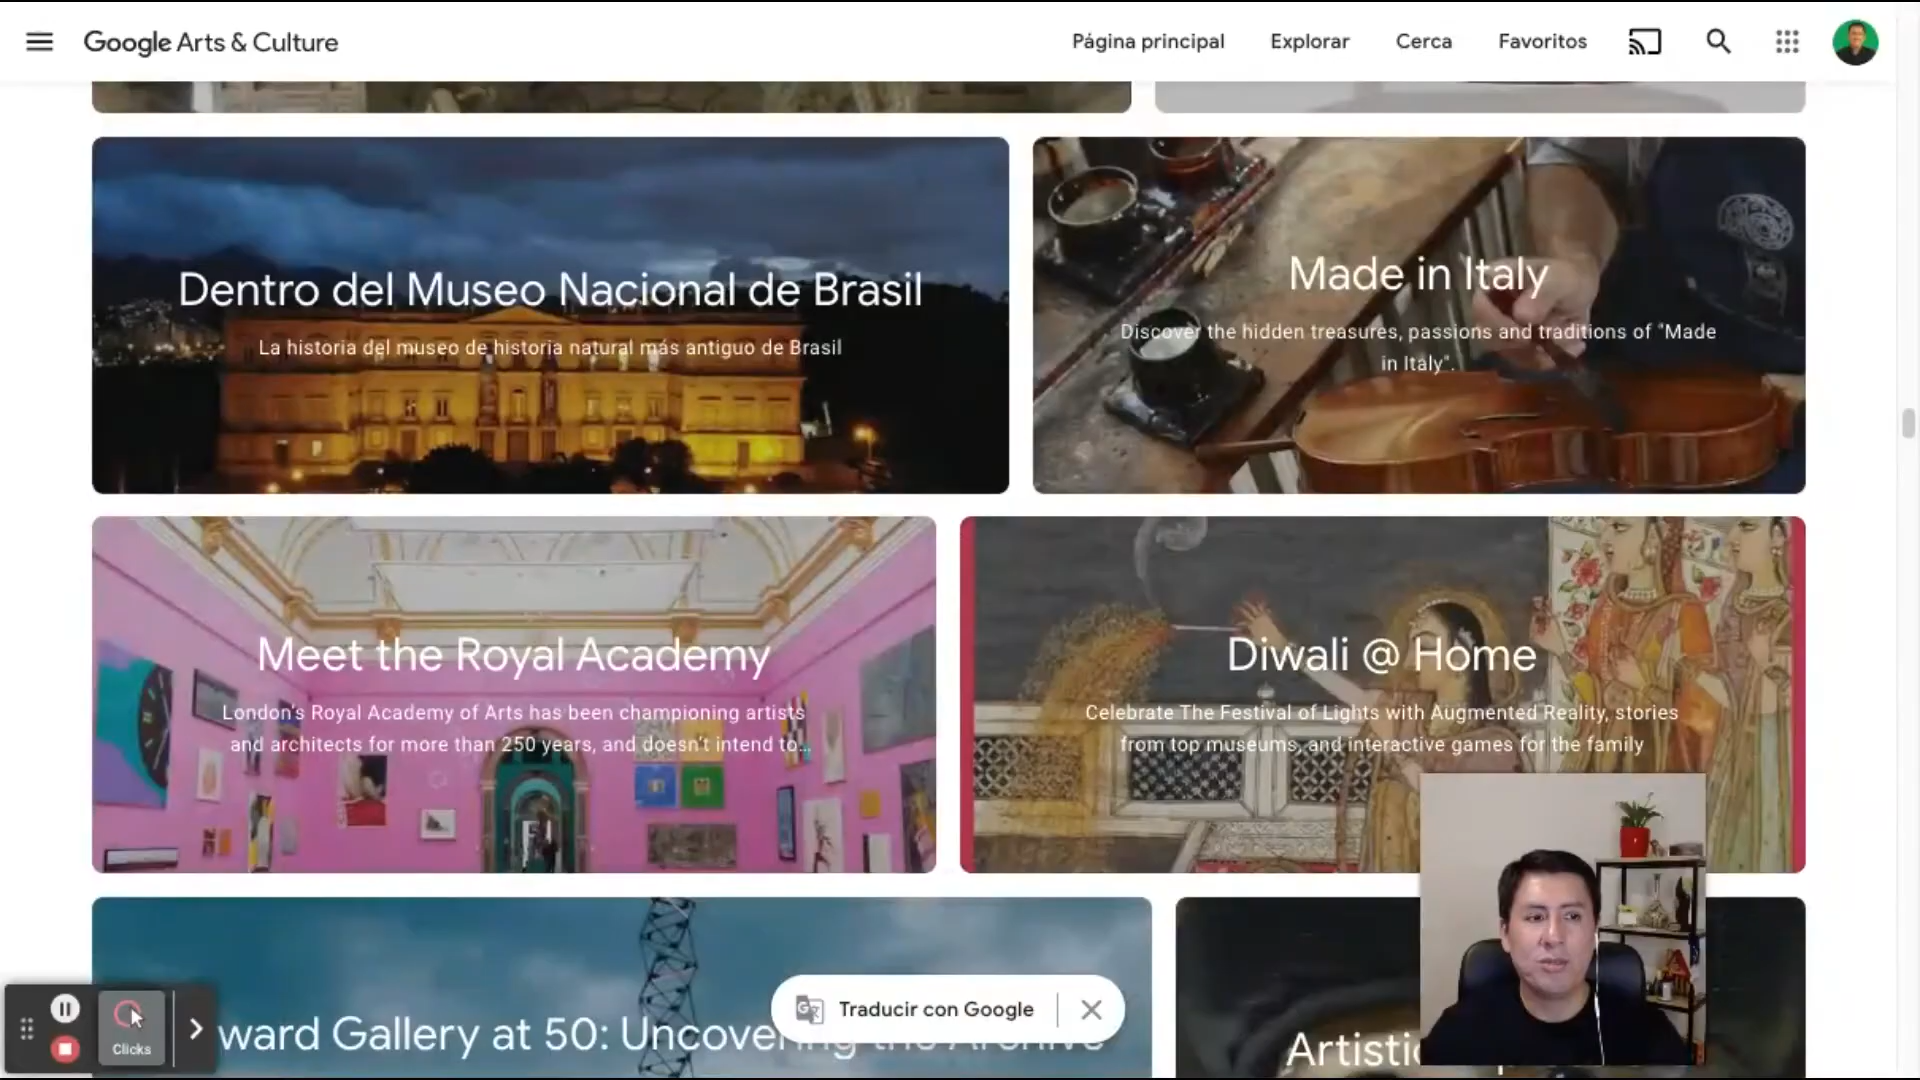 Google Arts & Culture
Página principal
Explorar
Cerca
Favoritos
Dentro del Museo Nacional de Brasil
La historia del museo de historia natural más antiguo de Brasil
Made in Italy
Discover the hidden treasures, passions and traditions of "Made
in Italy".
Meet the Royal Academy
London's Royal Academy of Arts has been championing artists
and architects for more than 250 years, and doesn't intend to...
Diwali @ Home
Celebrate The Festival of Lights with Augmented Reality, stories
from top museums, and interactive games for the family
ward Gallery at 50: Uncovering the Archive
Traducir con Google
Clicks